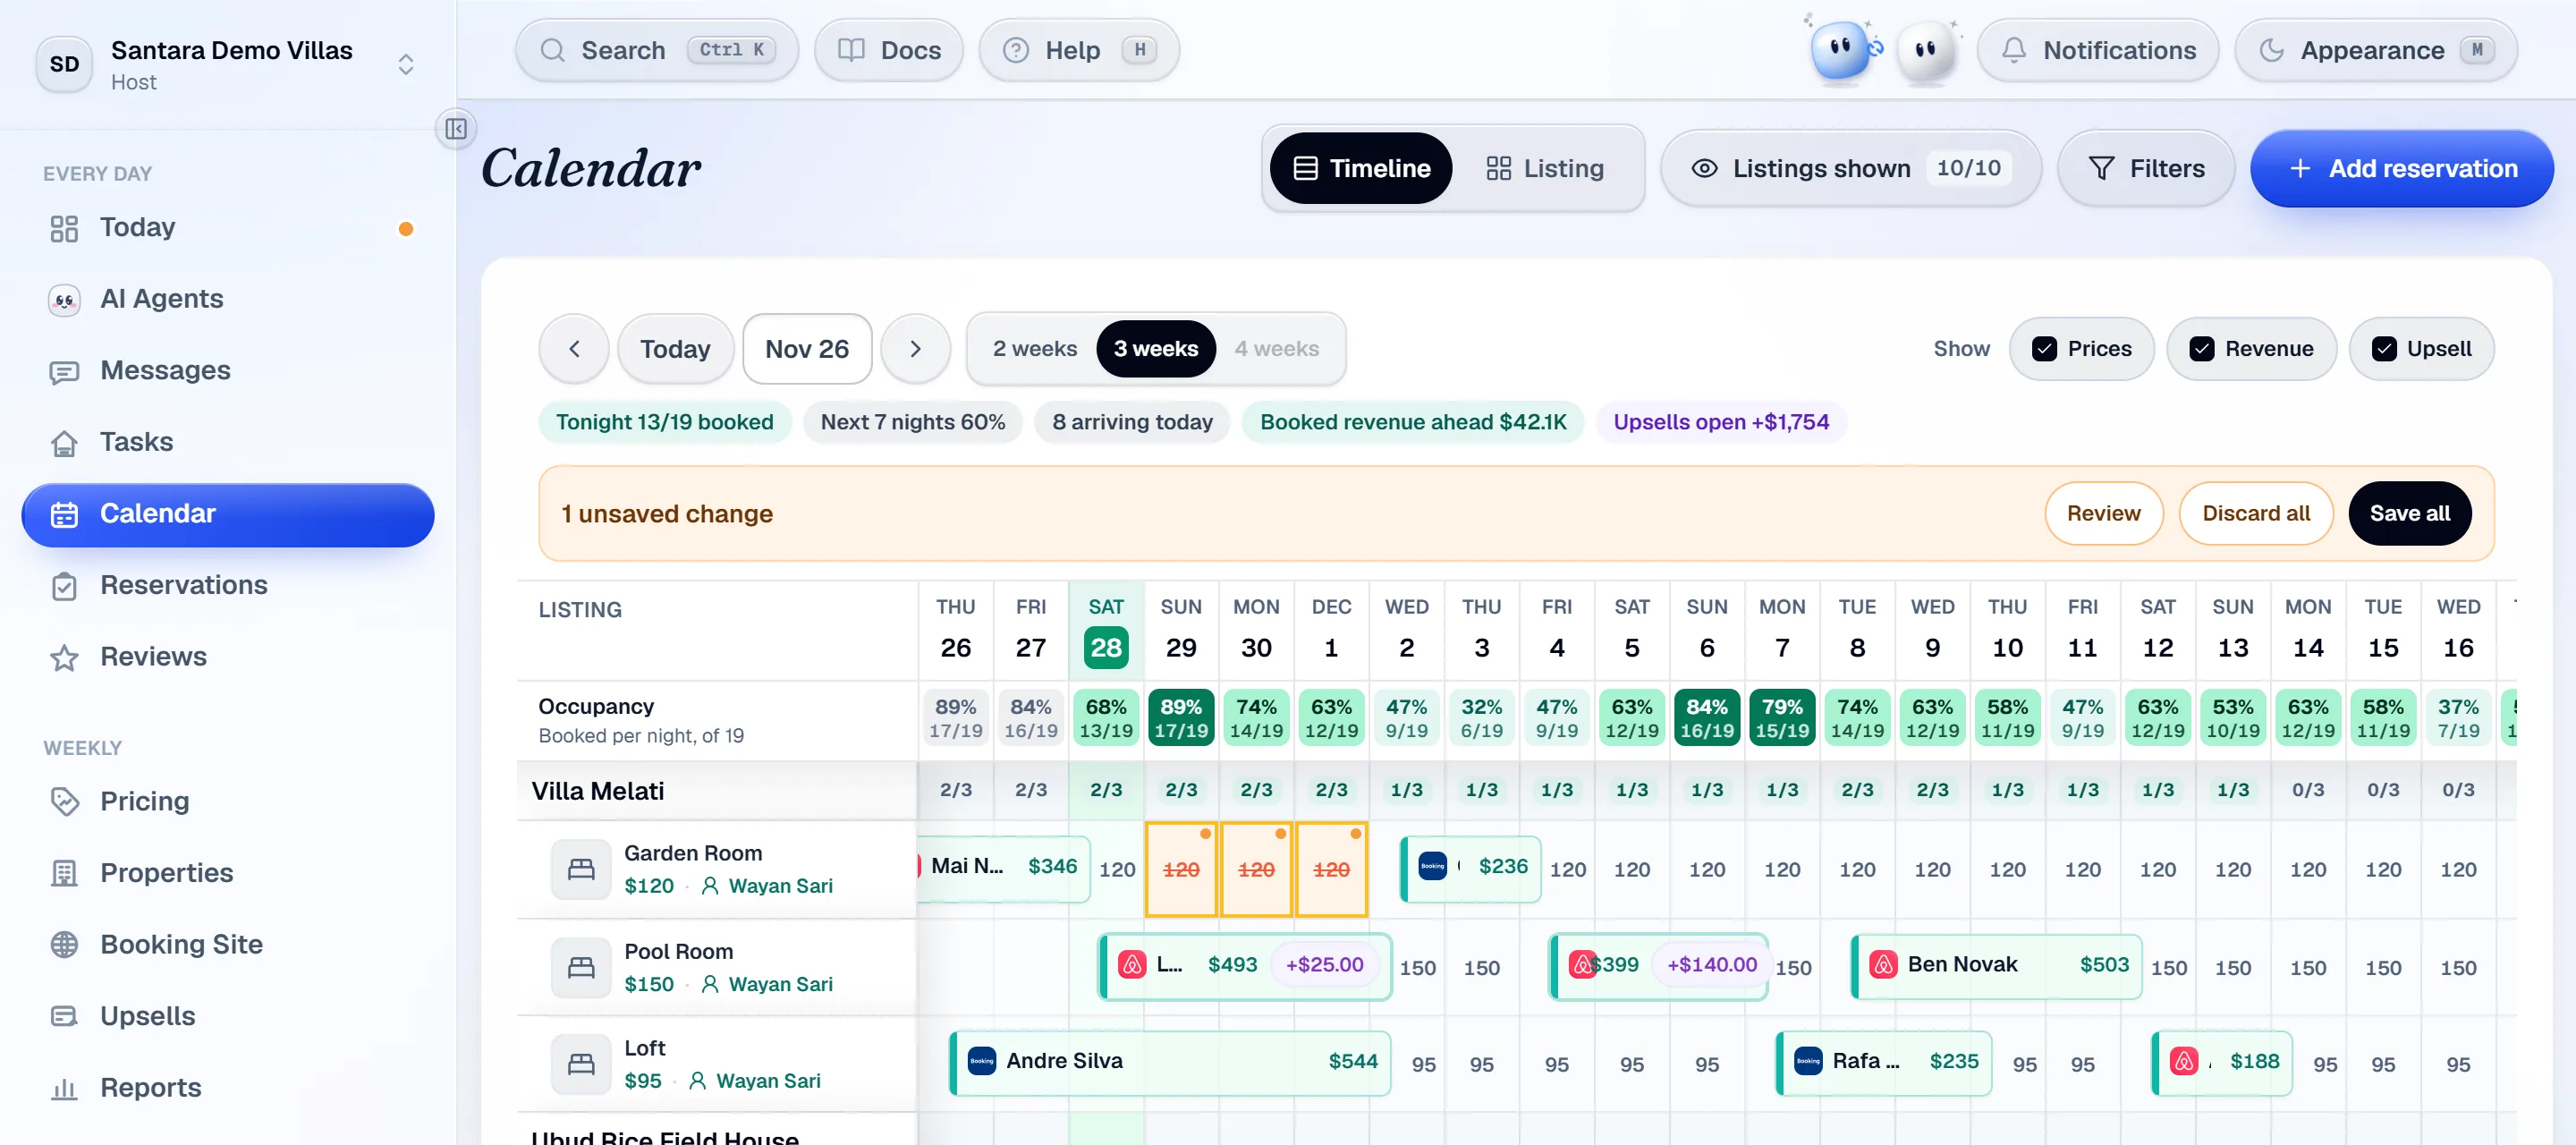 SD
Santara Demo Villas
Host
Search Ctrl K
Docs
Help H
Notifications
Appearance M
EVERY DAY
Today
AI Agents
Messages
Tasks
Calendar
Reservations
Reviews
WEEKLY
Pricing
Properties
Booking Site
Upsells
Reports
Calendar
Timeline
Listing
Listings shown 10/10
Filters
+ Add reservation
Today
Nov 26
2 weeks
3 weeks
4 weeks
Show
Prices
Revenue
Upsell
Tonight 13/19 booked
Next 7 nights 60%
8 arriving today
Booked revenue ahead $42.1K
Upsells open +$1,754
1 unsaved change
Review
Discard all
Save all
LISTING
THU FRI SAT SUN MON DEC WED THU FRI SAT SUN MON TUE WED THU FRI SAT SUN MON TUE WED
26 27 28 29 30 1 2 3 4 5 6 7 8 9 10 11 12 13 14 15 16
Occupancy
Booked per night, of 19
89% 84% 68% 89% 74% 63% 47% 32% 47% 63% 84% 79% 74% 63% 58% 47% 63% 53% 63% 58% 37%
17/19 16/19 13/19 17/19 14/19 12/19 9/19 6/19 9/19 12/19 16/19 15/19 14/19 12/19 11/19 9/19 12/19 10/19 12/19 11/19 7/19
Villa Melati
2/3 2/3 2/3 2/3 2/3 2/3 1/3 1/3 1/3 1/3 1/3 1/3 2/3 2/3 1/3 1/3 1/3 1/3 0/3 0/3 0/3
Garden Room
$120 · Wayan Sari
Mai N... $346 120 120 120 120 Booking $236 120 120 120 120 120 120 120 120 120 120 120 120 120
Pool Room
$150 · Wayan Sari
L... $493 +$25.00 150 150 $399 +$140.00 150 Ben Novak $503 150 150 150 150 150
Loft
$95 · Wayan Sari
Booking Andre Silva $544 95 95 95 95 95 Booking Rafa ... $235 95 95 $188 95 95 95
Ubud Rice Field House